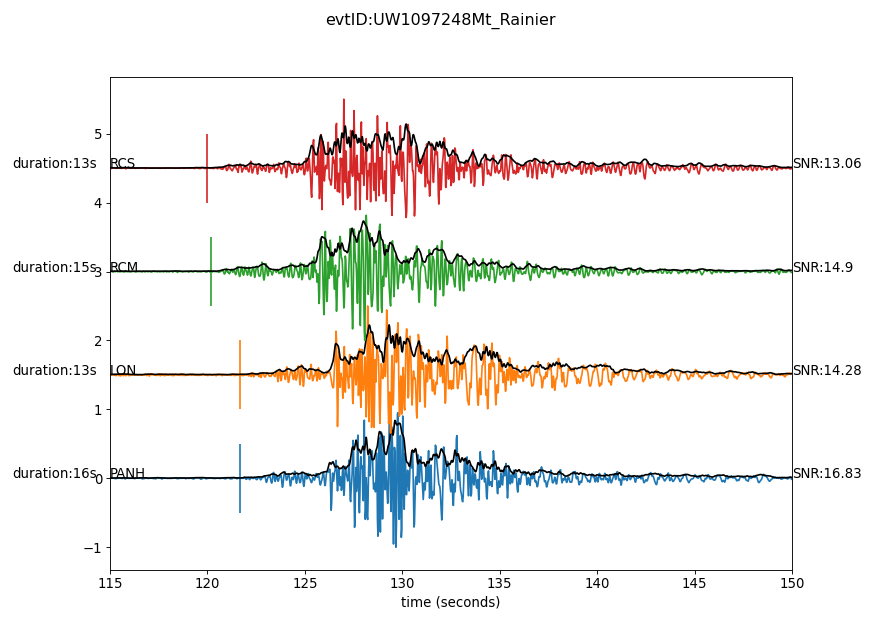 evtID:UW1097248Mt_Rainier
5
duration:13s RCS SNR:13.06
4
duration:15s 3 RCM SNR:14.9
2
duration:13s LON SNR:14.28
1
duration:16s 0 PANH SNR:16.83
−1
115 120 125 130 135 140 145 150
time (seconds)